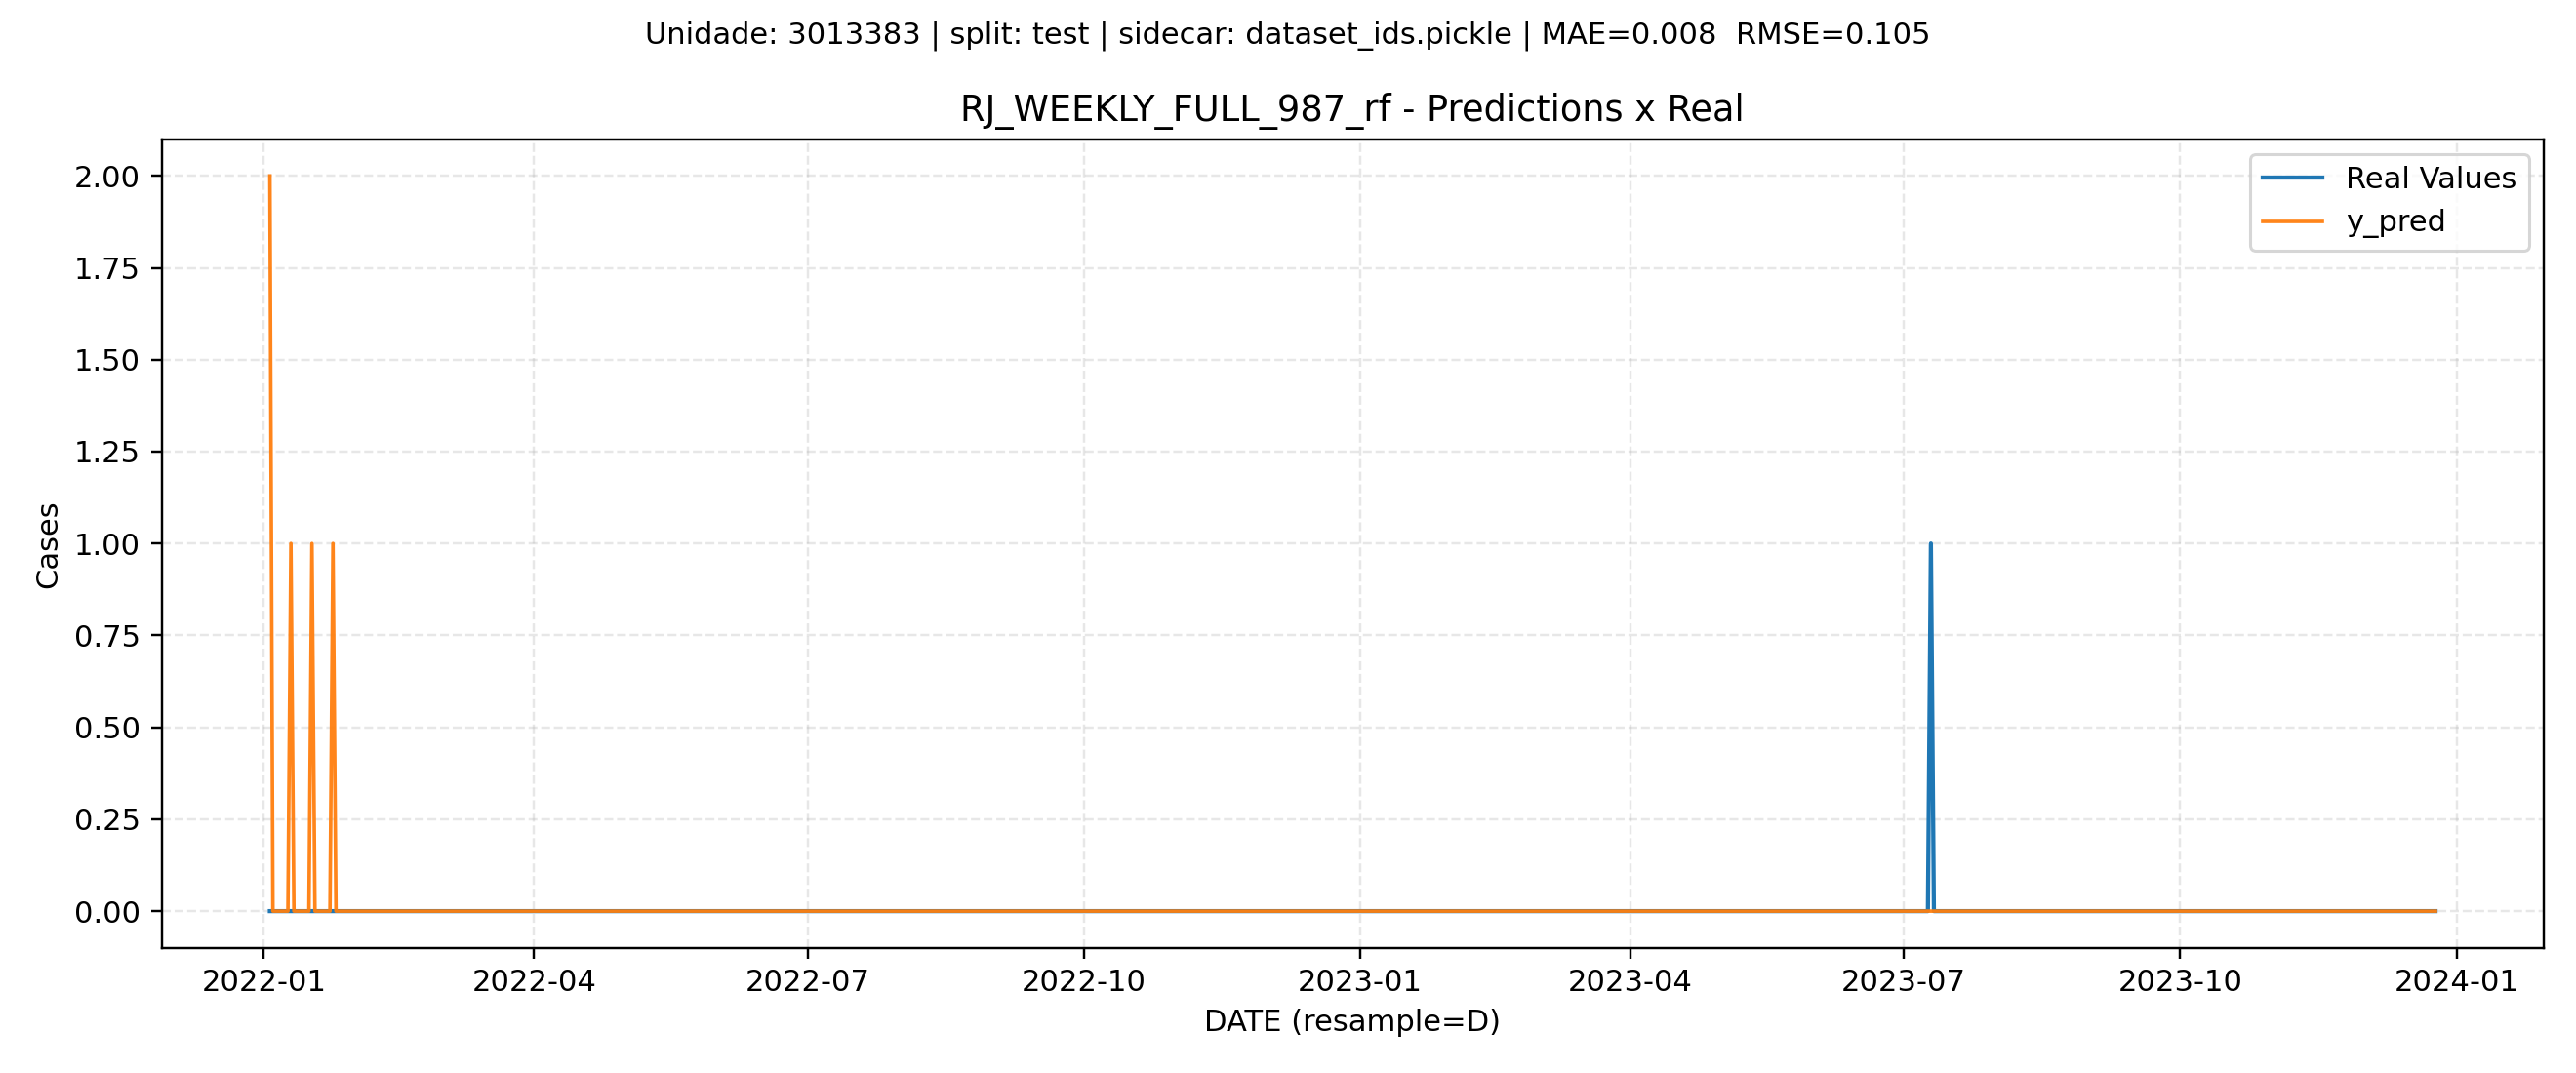 Unidade: 3013383 | split: test | sidecar: dataset_ids.pickle | MAE=0.008  RMSE=0.105
RJ_WEEKLY_FULL_987_rf - Predictions x Real
Real Values
y_pred
Cases
2.00
1.75
1.50
1.25
1.00
0.75
0.50
0.25
0.00
2022-01 2022-04 2022-07 2022-10 2023-01 2023-04 2023-07 2023-10 2024-01
DATE (resample=D)